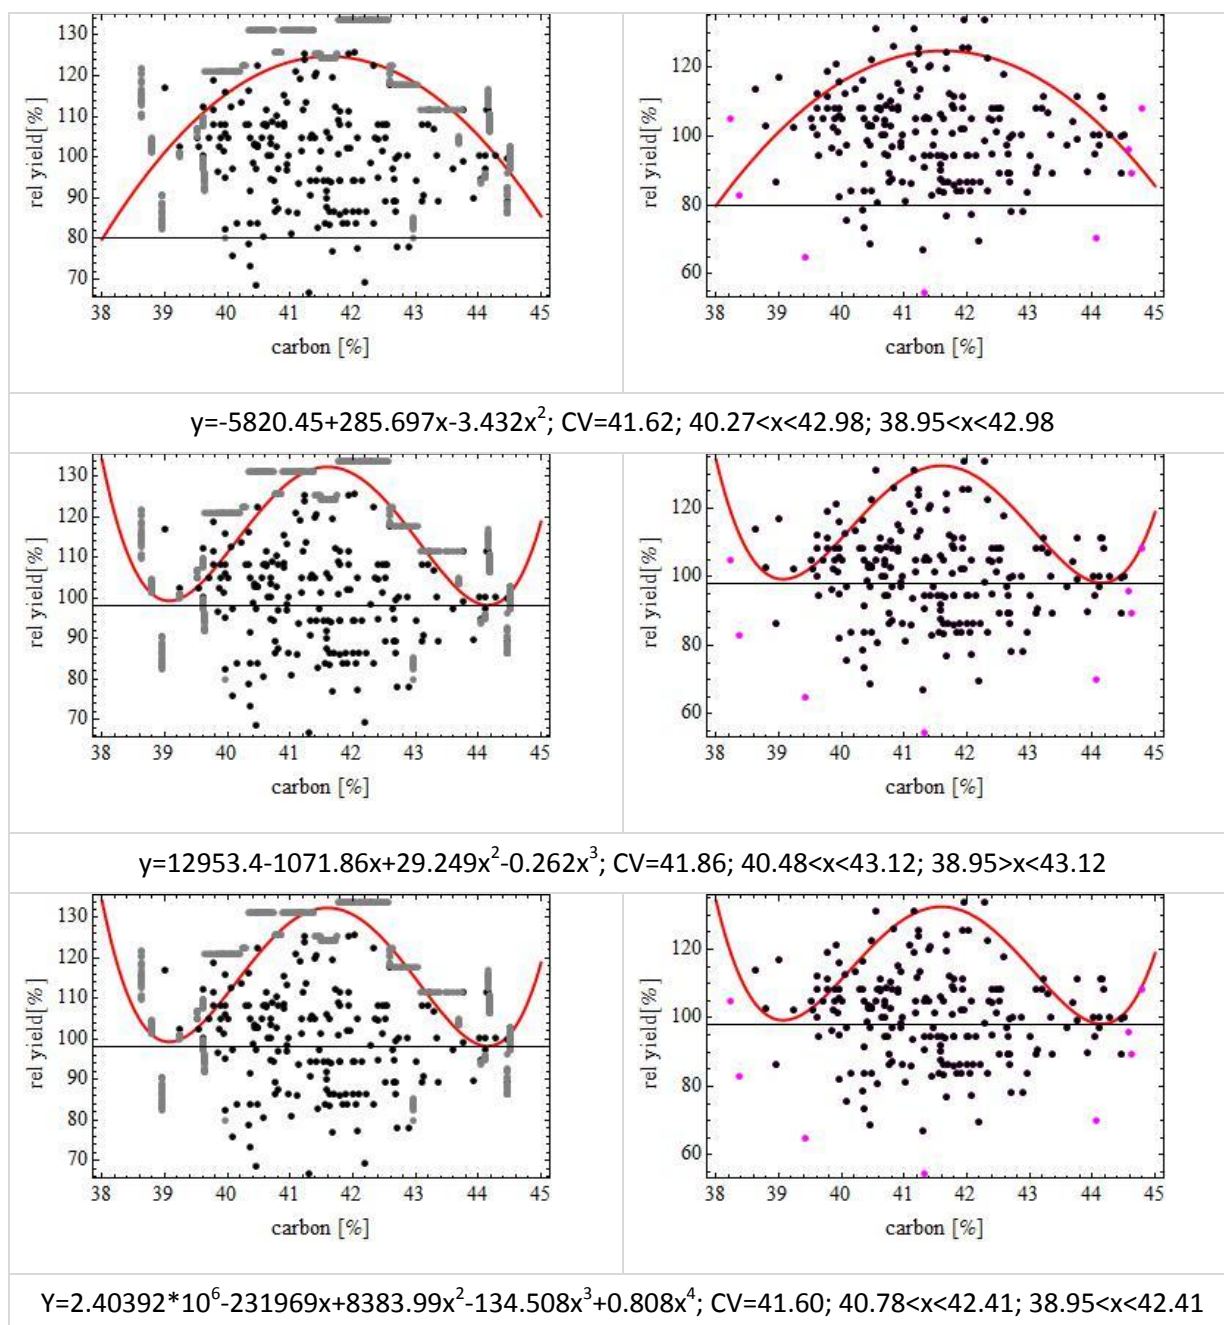 130
120
110
100
90
80
70
rel yield[%]
38 39 40 41 42 43 44 45
carbon [%]
120
100
80
60
rel yield[%]
38 39 40 41 42 43 44 45
carbon [%]
y=-5820.45+285.697x-3.432x²; CV=41.62; 40.27<x<42.98; 38.95<x<42.98
130
120
110
100
90
80
70
rel yield[%]
38 39 40 41 42 43 44 45
carbon [%]
120
100
80
60
rel yield[%]
38 39 40 41 42 43 44 45
carbon [%]
y=12953.4-1071.86x+29.249x²-0.262x³; CV=41.86; 40.48<x<43.12; 38.95>x<43.12
130
120
110
100
90
80
70
rel yield[%]
38 39 40 41 42 43 44 45
carbon [%]
120
100
80
60
rel yield[%]
38 39 40 41 42 43 44 45
carbon [%]
Y=2.40392*10⁶-231969x+8383.99x²-134.508x³+0.808x⁴; CV=41.60; 40.78<x<42.41; 38.95<x<42.41